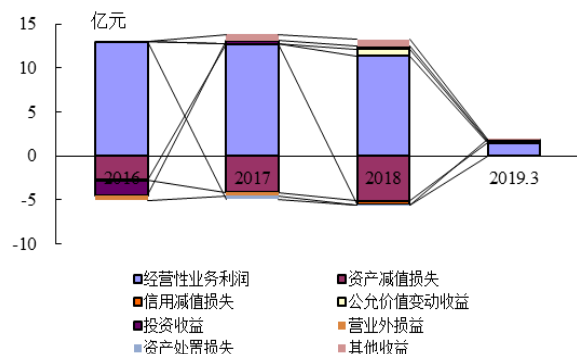 亿元
15
10
5
0
-5
-10
2016 2017 2018 2019.3
经营性业务利润 资产减值损失
信用减值损失 公允价值变动收益
投资收益 营业外损益
资产处置损失 其他收益